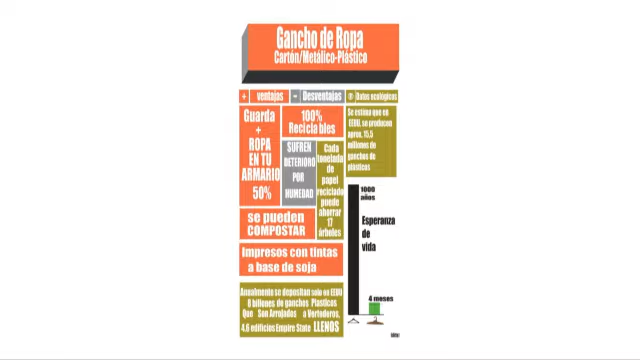 Gancho de Ropa
Cartón/Metálico-Plástico
+ ventajas - Desventajas Datos ecológicos
Guarda
+
ROPA
EN TU
ARMARIO
50%
100%
Reciclables
SUFREN
DETERIORO
POR
HUMEDAD
Cada
tonelada
de
papel
reciclado
puede
ahorrar
17
árboles
Se estima que en
EEUU, se producen
aprox. 15,5
millones de
ganchos de
plásticos
se pueden
COMPOSTAR
Impresos con tintas
a base de soja
Anualmente se depositan solo en EEUU
8 billones de ganchos Plasticos
Que Son Arrojados a Vertederos,
4,6 edificios Empire State LLENOS
1000
años
Esperanza
de
vida
4 meses